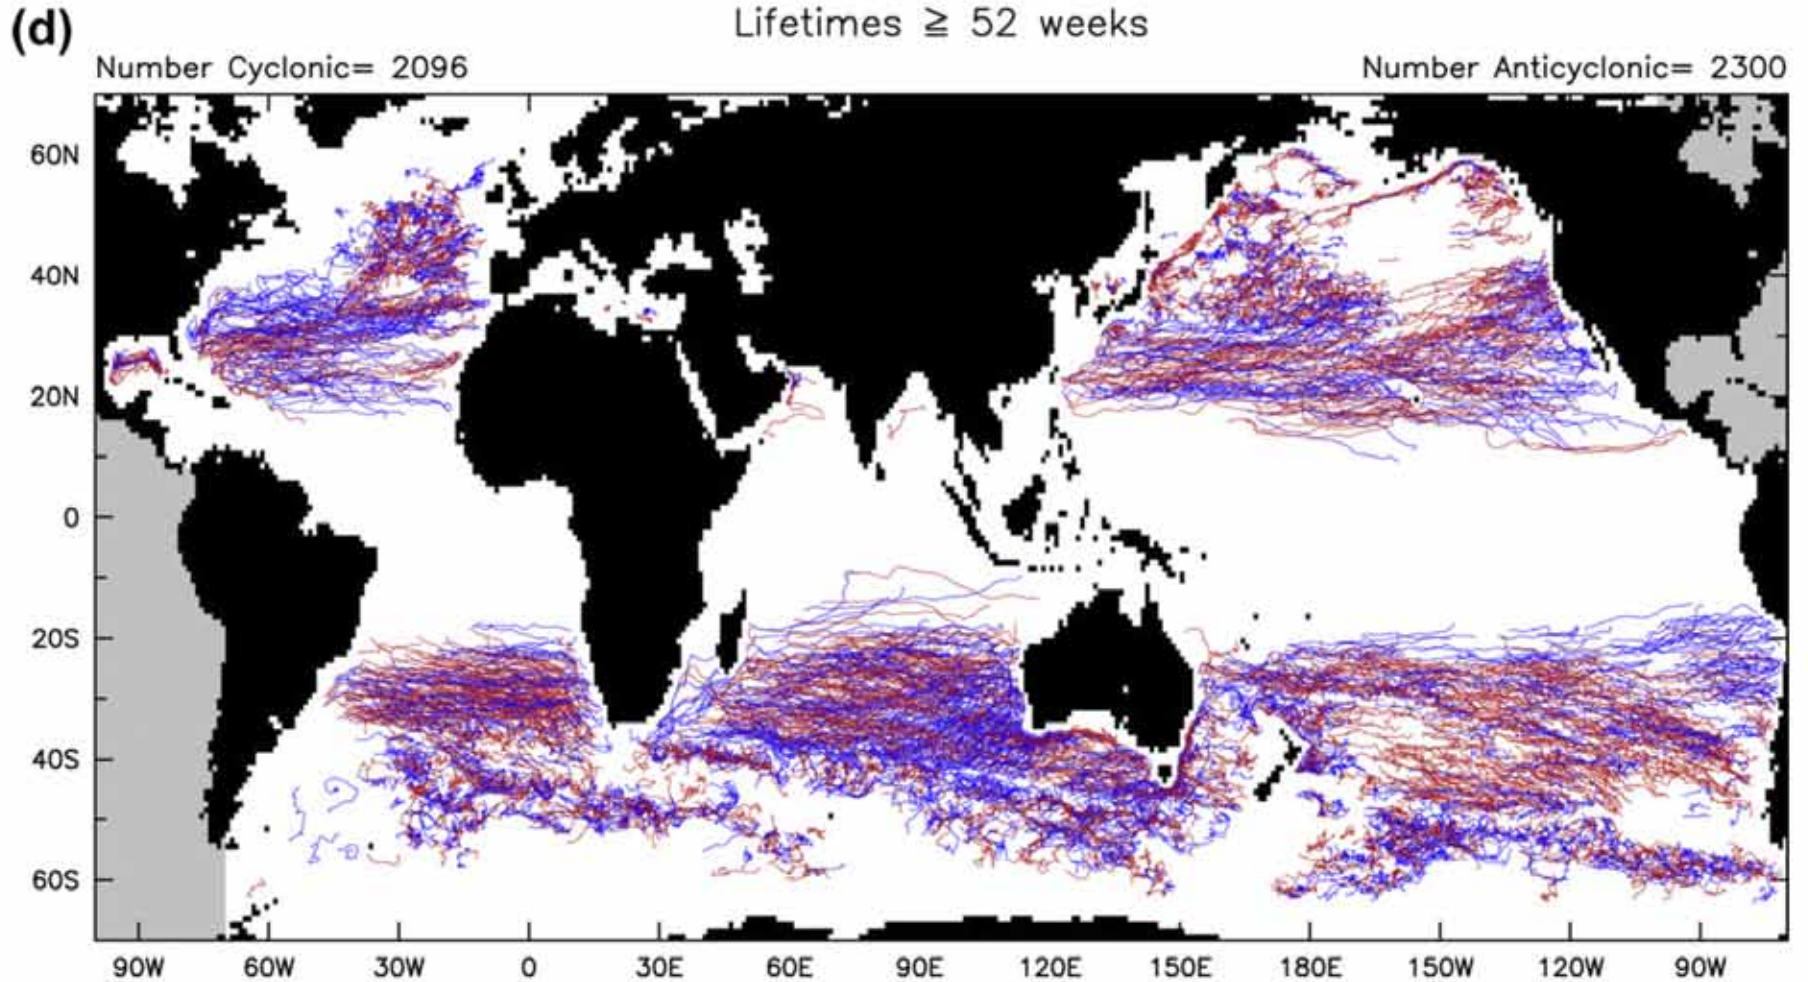 (d)
Lifetimes ≧ 52 weeks
Number Cyclonic= 2096
Number Anticyclonic= 2300
60N
40N
20N
0
20S
40S
60S
90W 60W 30W 0 30E 60E 90E 120E 150E 180E 150W 120W 90W